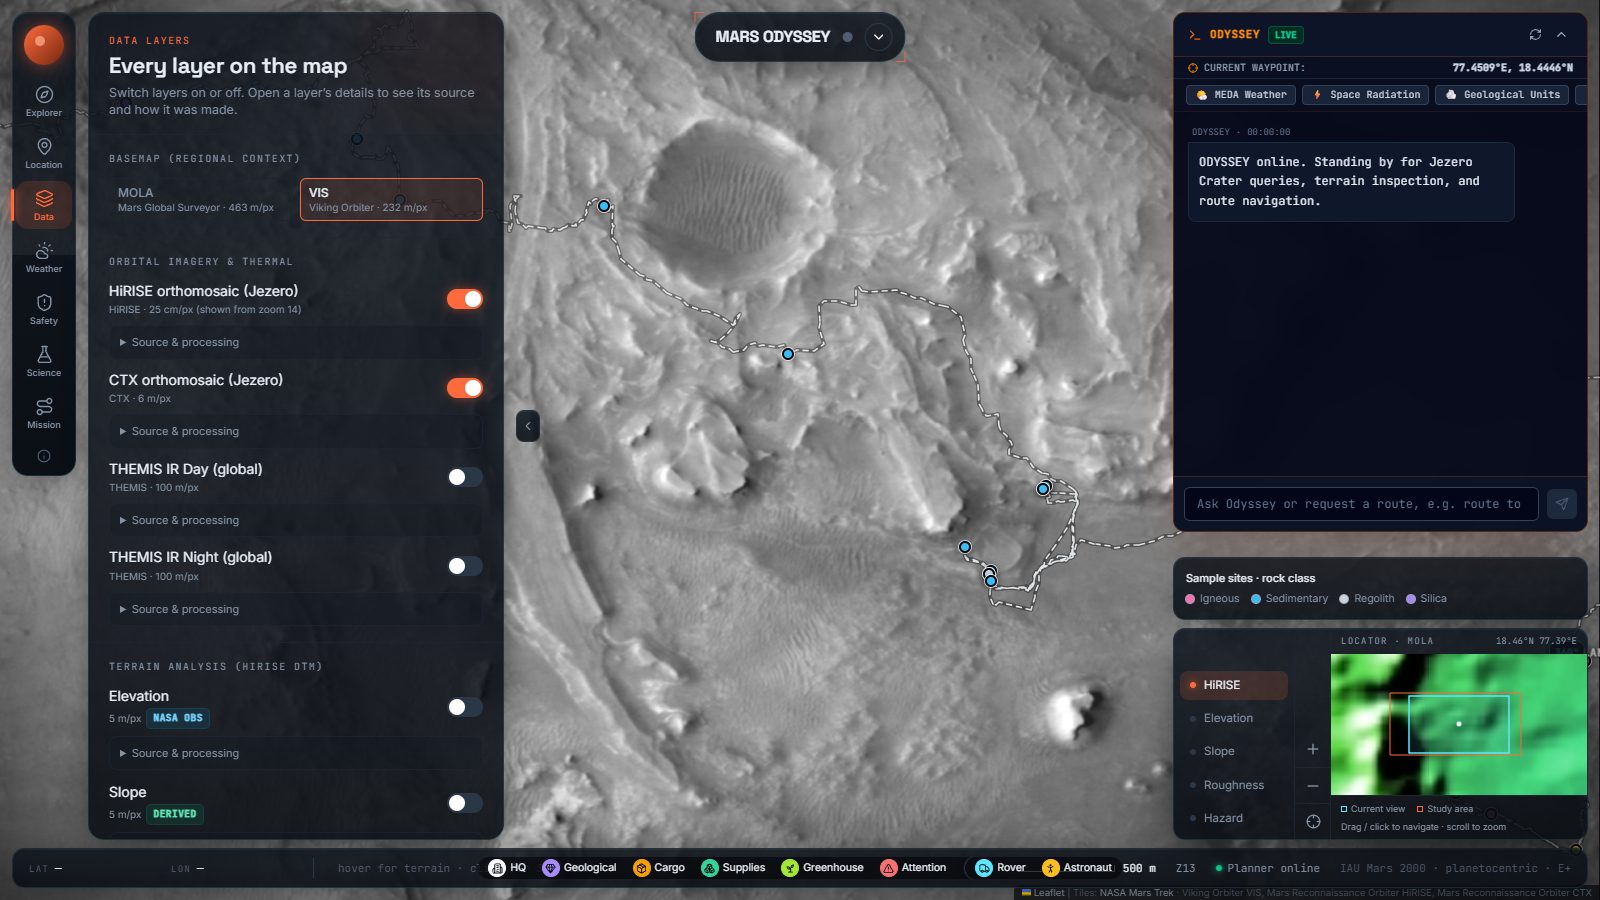 Explorer
Location
Data
Weather
Safety
Science
Mission
DATA LAYERS
Every layer on the map
Switch layers on or off. Open a layer's details to see its source
and how it was made.
BASEMAP (REGIONAL CONTEXT)
MOLA
Mars Global Surveyor · 463 m/px
VIS
Viking Orbiter · 232 m/px
ORBITAL IMAGERY & THERMAL
HiRISE orthomosaic (Jezero)
HiRISE · 25 cm/px (shown from zoom 14)
Source & processing
CTX orthomosaic (Jezero)
CTX · 6 m/px
Source & processing
THEMIS IR Day (global)
THEMIS · 100 m/px
Source & processing
THEMIS IR Night (global)
THEMIS · 100 m/px
Source & processing
TERRAIN ANALYSIS (HIRISE DTM)
Elevation
5 m/px NASA OBS
Source & processing
Slope
5 m/px DERIVED
MARS ODYSSEY
ODYSSEY LIVE
CURRENT WAYPOINT: 77.4509°E, 18.4446°N
MEDA Weather Space Radiation Geological Units
ODYSSEY · 00:00:00
ODYSSEY online. Standing by for Jezero
Crater queries, terrain inspection, and
route navigation.
Ask Odyssey or request a route, e.g. route to
Sample sites · rock class
Igneous Sedimentary Regolith Silica
LOCATOR · MOLA 18.46°N 77.39°E
HiRISE
Elevation
Slope
Roughness
Hazard
Current view Study area
Drag / click to navigate · scroll to zoom
LAT — LON — hover for terrain · HQ Geological Cargo Supplies Greenhouse Attention Rover Astronaut 500 m Z13 Planner online IAU Mars 2000 · planetocentric · E+
Leaflet | Tiles: NASA Mars Trek · Viking Orbiter VIS, Mars Reconnaissance Orbiter HiRISE, Mars Reconnaissance Orbiter CTX